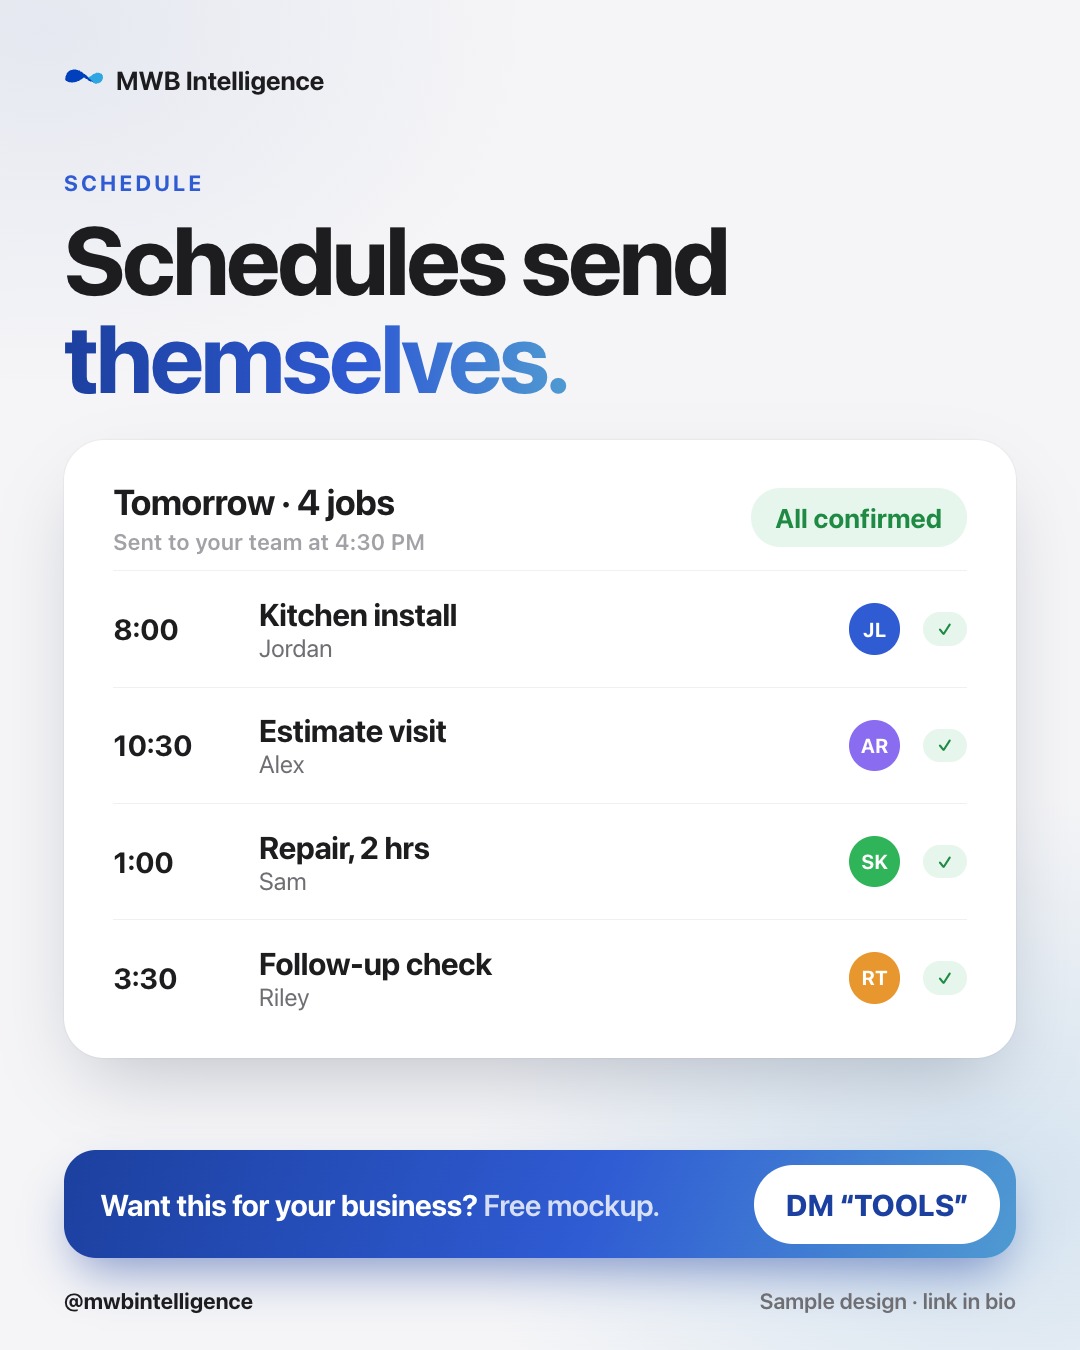 MWB Intelligence
SCHEDULE
Schedules send
themselves.
Tomorrow · 4 jobs
Sent to your team at 4:30 PM
All confirmed
8:00
Kitchen install
Jordan
JL
✓
10:30
Estimate visit
Alex
AR
✓
1:00
Repair, 2 hrs
Sam
SK
✓
3:30
Follow-up check
Riley
RT
✓
Want this for your business? Free mockup.
DM “TOOLS”
@mwbintelligence
Sample design · link in bio